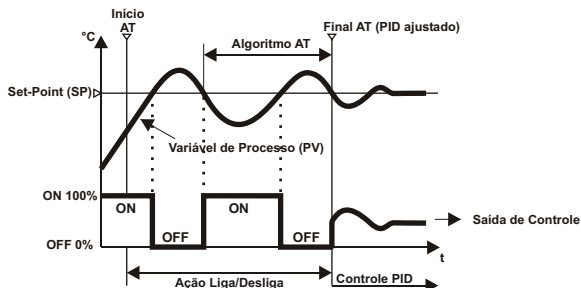 Início
AT
Final AT (PID ajustado)
°C
Algoritmo AT
Set-Point (SP)
Variável de Processo (PV)
ON 100%
ON
ON
Saída de Controle
OFF
OFF
OFF 0%
t
Ação Liga/Desliga
Controle PID